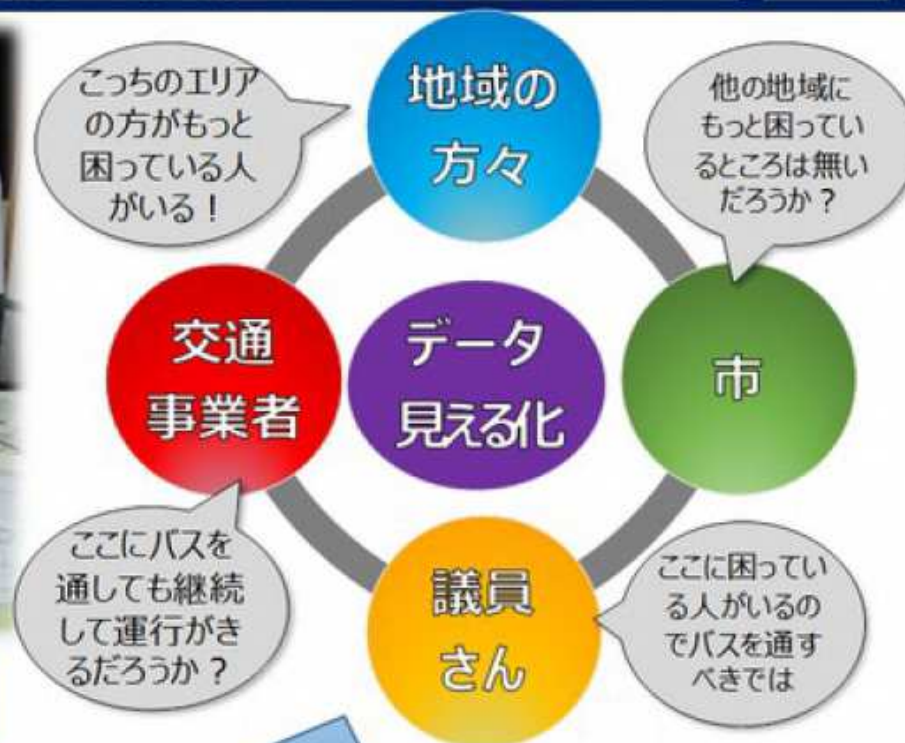 こっちのエリア
の方がもっと
困っている人
がいる！
地域の
方々
他の地域に
もっと困ってい
るところは無い
だろうか？
交通
事業者
データ
見える化
市
ここにバスを
通しても継続
して運行がき
るだろうか？
議員
さん
ここに困ってい
る人がいるの
でバスを通す
べきでは